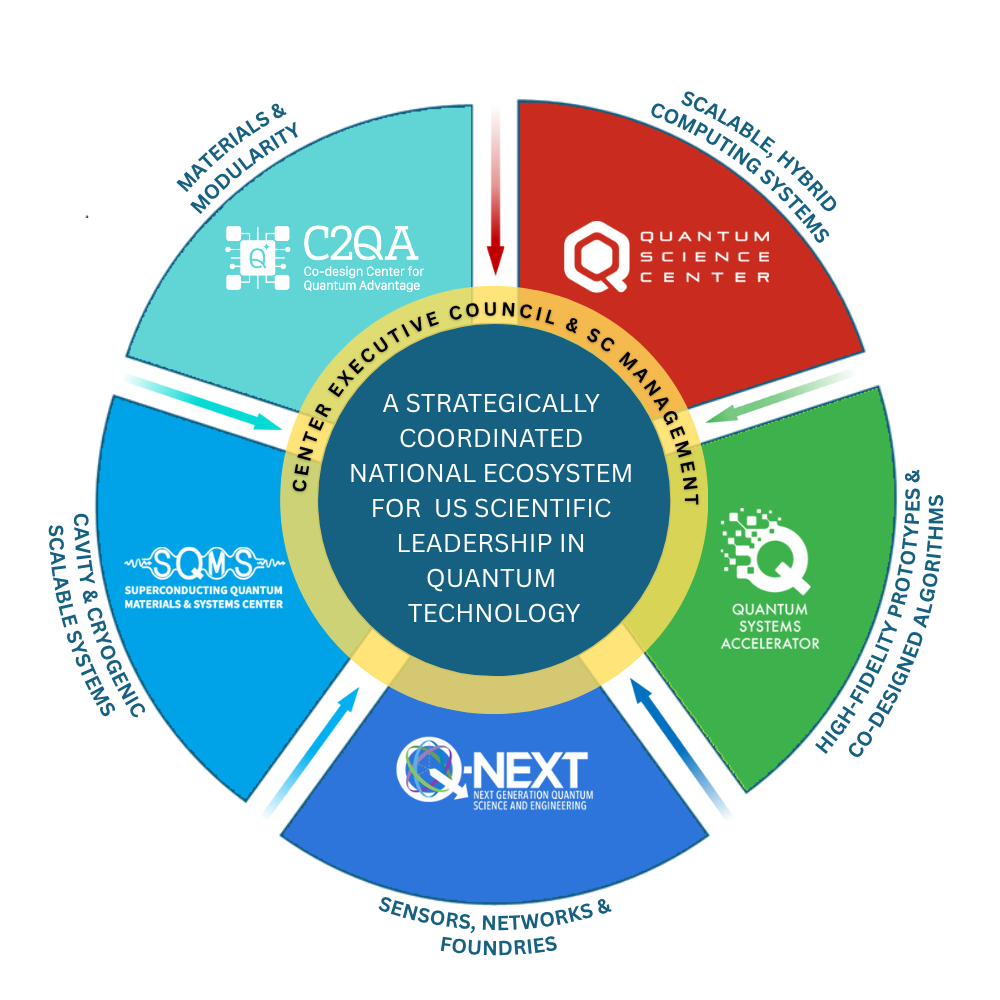 MATERIALS &
MODULARITY
SCALABLE, HYBRID
COMPUTING SYSTEMS
C2QA
Co-design Center for
Quantum Advantage
QUANTUM
SCIENCE
CENTER
CENTER EXECUTIVE COUNCIL & SC MANAGEMENT
A STRATEGICALLY
COORDINATED
NATIONAL ECOSYSTEM
FOR US SCIENTIFIC
LEADERSHIP IN
QUANTUM
TECHNOLOGY
SQMS
SUPERCONDUCTING QUANTUM
MATERIALS & SYSTEMS CENTER
CAVITY & CRYOGENIC
SCALABLE SYSTEMS
QUANTUM
SYSTEMS
ACCELERATOR
HIGH-FIDELITY PROTOTYPES &
CO-DESIGNED ALGORITHMS
Q-NEXT
NEXT GENERATION QUANTUM
SCIENCE AND ENGINEERING
SENSORS, NETWORKS &
FOUNDRIES